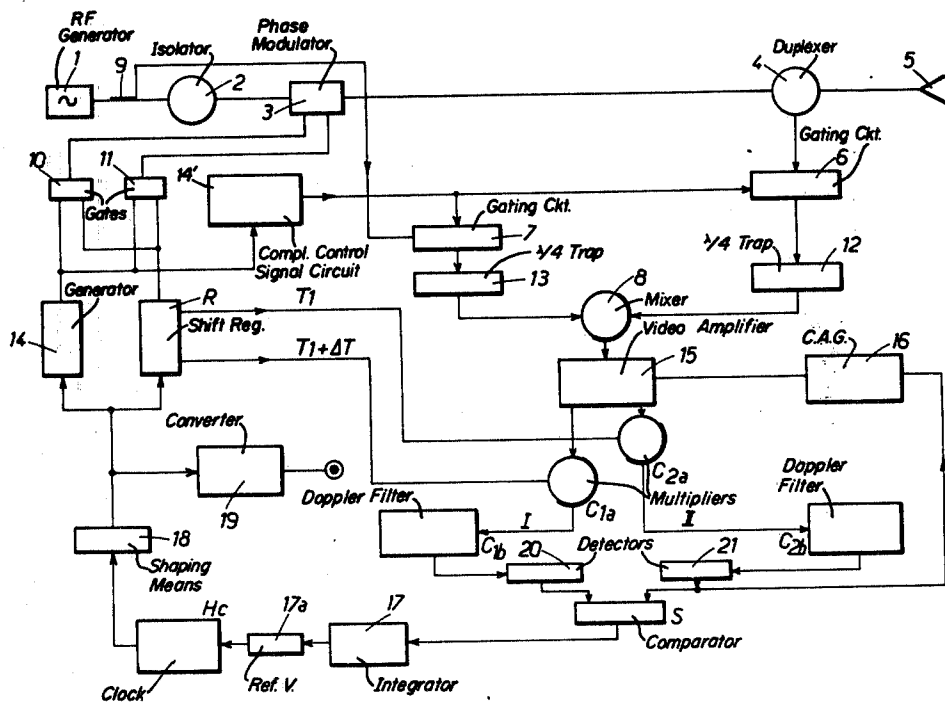 RF
Generator
1
9
Isolator
2
Phase
Modulator
3
Duplexer
4
5
Gating Ckt.
6
10
11
Gates
14'
Compl. Control
Signal Circuit
Gating Ckt.
7
λ/4 Trap
13
8
Mixer
λ/4 Trap
12
Generator
14
R
Shift Reg.
T1
T1+ΔT
Video Amplifier
15
C.A.G.
16
Converter
19
Doppler Filter
C1b
I
C1a
Multipliers
C2a
II
Doppler
Filter
C2b
18
Shaping
Means
20
Detectors
21
Hc
Clock
17a
Ref. V.
17
Integrator
S
Comparator